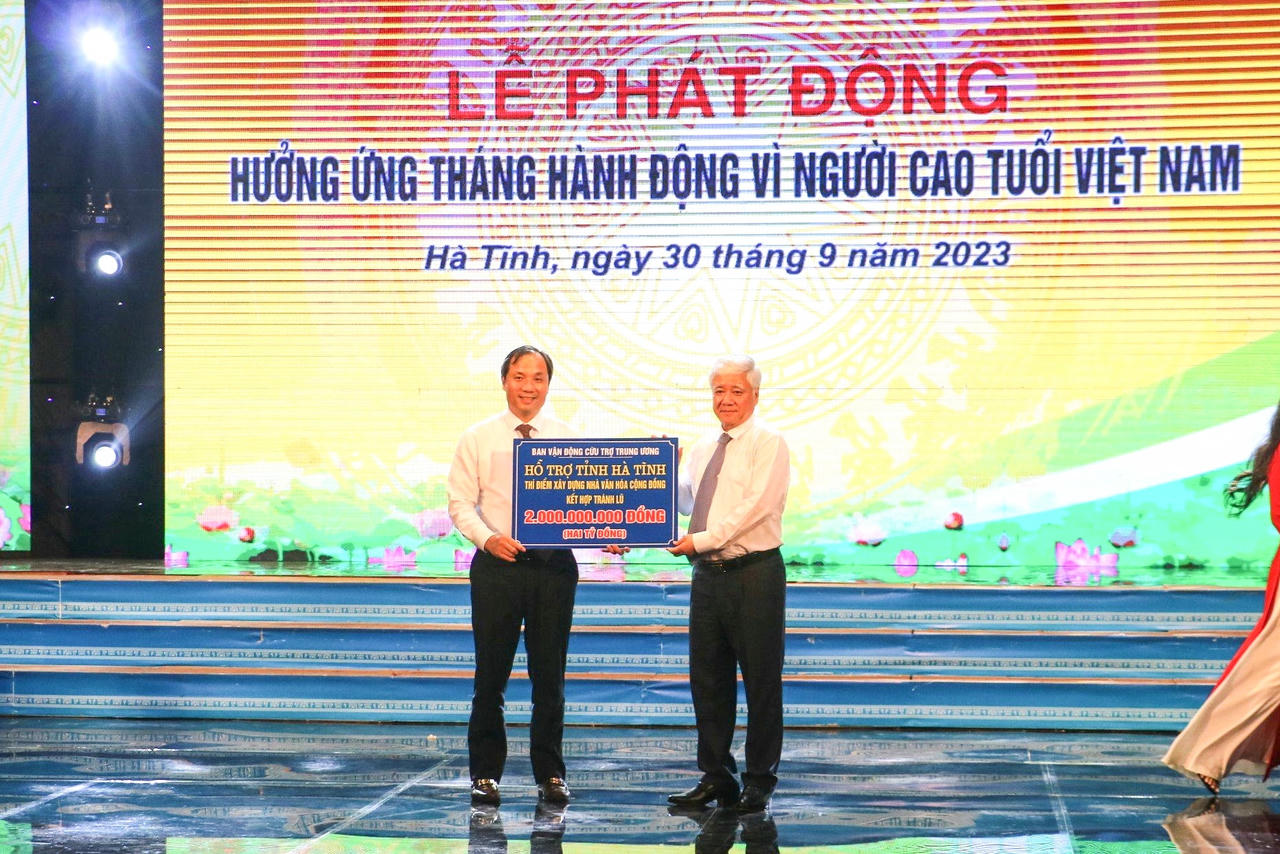 LỄ PHÁT ĐỘNG
HƯỞNG ỨNG THÁNG HÀNH ĐỘNG VÌ NGƯỜI CAO TUỔI VIỆT NAM
Hà Tĩnh, ngày 30 tháng 9 năm 2023
BAN VẬN ĐỘNG CỨU TRỢ TRUNG ƯƠNG
HỖ TRỢ TỈNH HÀ TĨNH
THÍ ĐIỂM XÂY DỰNG NHÀ VĂN HÓA CỘNG ĐỒNG
KẾT HỢP TRÁNH LŨ
2.000.000.000 ĐỒNG
(HAI TỶ ĐỒNG)